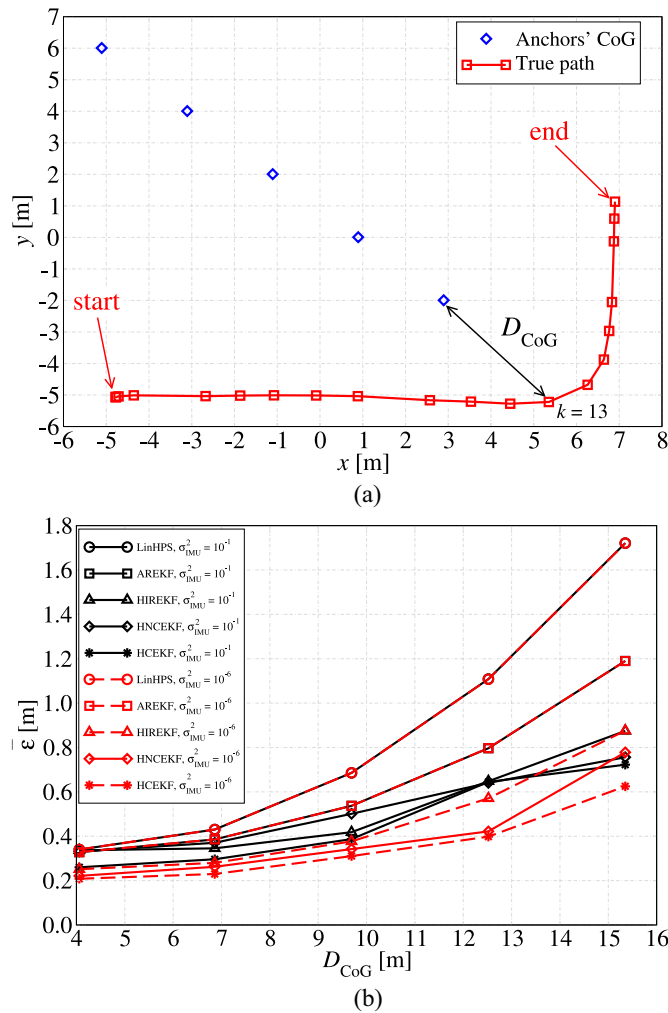 7
6
5
4
3
2
1
0
-1
-2
-3
-4
-5
-6
y [m]
Anchors' CoG
True path
end
start
D_CoG
k = 13
-6 -5 -4 -3 -2 -1 0 1 2 3 4 5 6 7 8
x [m]
(a)
1.8
1.6
1.4
1.2
1.0
0.8
0.6
0.4
0.2
0.0
ε̄ [m]
LinHPS, σ²_IMU = 10⁻¹
AREKF, σ²_IMU = 10⁻¹
HIREKF, σ²_IMU = 10⁻¹
HNCEKF, σ²_IMU = 10⁻¹
HCEKF, σ²_IMU = 10⁻¹
LinHPS, σ²_IMU = 10⁻⁶
AREKF, σ²_IMU = 10⁻⁶
HIREKF, σ²_IMU = 10⁻⁶
HNCEKF, σ²_IMU = 10⁻⁶
HCEKF, σ²_IMU = 10⁻⁶
4 5 6 7 8 9 10 11 12 13 14 15 16
D_CoG [m]
(b)